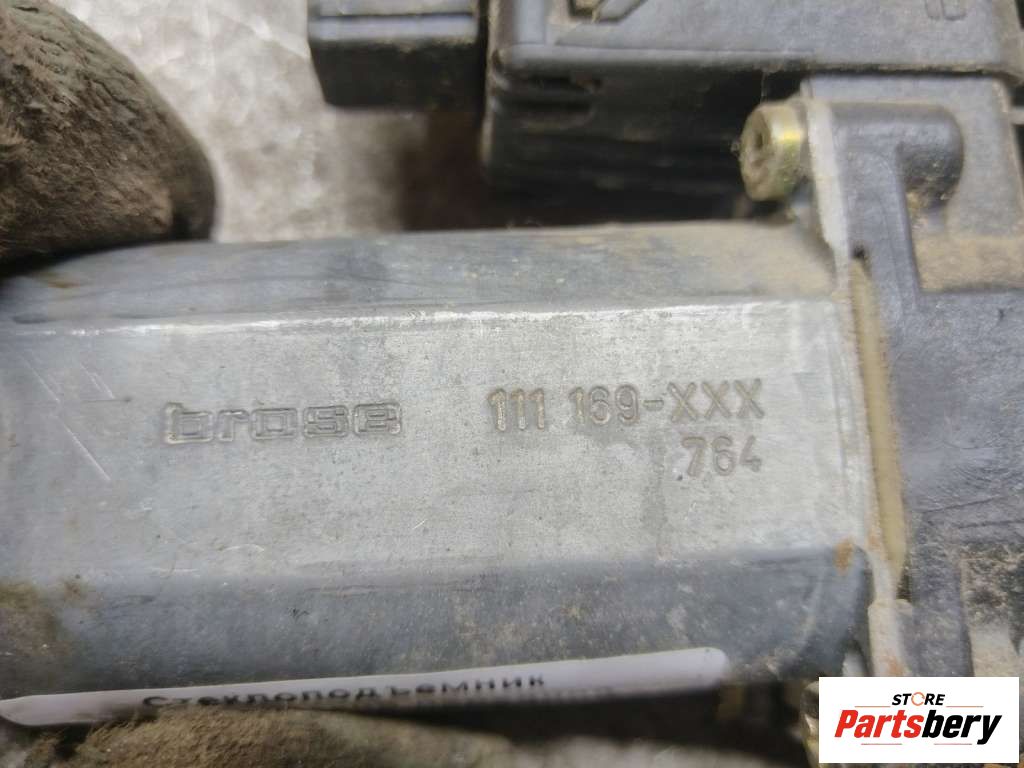 brose 111 169-XXX
764
Стеклоподъемник
STORE
Partsbery